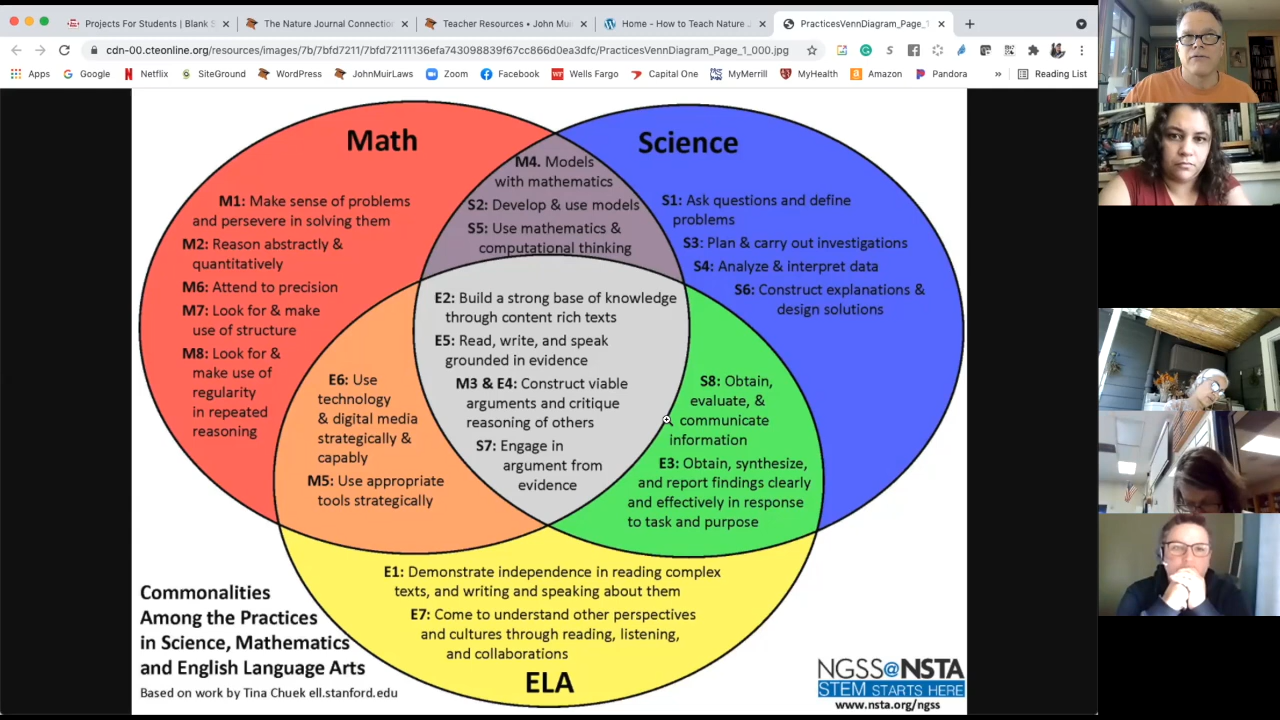 Projects For Students | Blank S
The Nature Journal Connection
Teacher Resources • John Mui
Home - How to Teach Nature J
PracticesVennDiagram_Page_1
cdn-00.cteonline.org/resources/images/7b/7bfd7211/7bfd72111136efa743098839f67cc866d0ea3dfc/PracticesVennDiagram_Page_1_000.jpg
Apps
Google
Netflix
SiteGround
WordPress
JohnMuirLaws
Zoom
Facebook
Wells Fargo
Capital One
MyMerrill
MyHealth
Amazon
Pandora
»
Reading List
Math
M1: Make sense of problems
and persevere in solving them
M2: Reason abstractly &
quantitatively
M6: Attend to precision
M7: Look for & make
use of structure
M8: Look for &
make use of
regularity
in repeated
reasoning
M4. Models
with mathematics
S2: Develop & use models
S5: Use mathematics &
computational thinking
Science
S1: Ask questions and define
problems
S3: Plan & carry out investigations
S4: Analyze & interpret data
S6: Construct explanations &
design solutions
E2: Build a strong base of knowledge
through content rich texts
E5: Read, write, and speak
grounded in evidence
M3 & E4: Construct viable
arguments and critique
reasoning of others
S7: Engage in
argument from
evidence
E6: Use
technology
& digital media
strategically &
capably
M5: Use appropriate
tools strategically
S8: Obtain,
evaluate, &
communicate
information
E3: Obtain, synthesize,
and report findings clearly
and effectively in response
to task and purpose
E1: Demonstrate independence in reading complex
texts, and writing and speaking about them
E7: Come to understand other perspectives
and cultures through reading, listening,
and collaborations
ELA
Commonalities
Among the Practices
in Science, Mathematics
and English Language Arts
Based on work by Tina Chuek ell.stanford.edu
NGSS@NSTA
STEM STARTS HERE
www.nsta.org/ngss